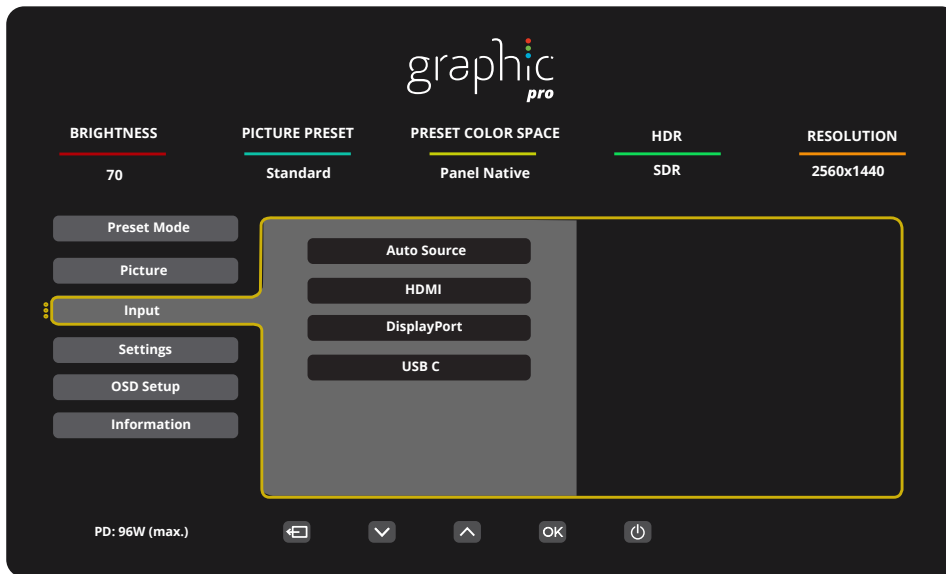 graphic
pro
BRIGHTNESS PICTURE PRESET PRESET COLOR SPACE HDR RESOLUTION
70 Standard Panel Native SDR 2560x1440
Preset Mode
Picture
Input
Settings
OSD Setup
Information
Auto Source
HDMI
DisplayPort
USB C
PD: 96W (max.) OK